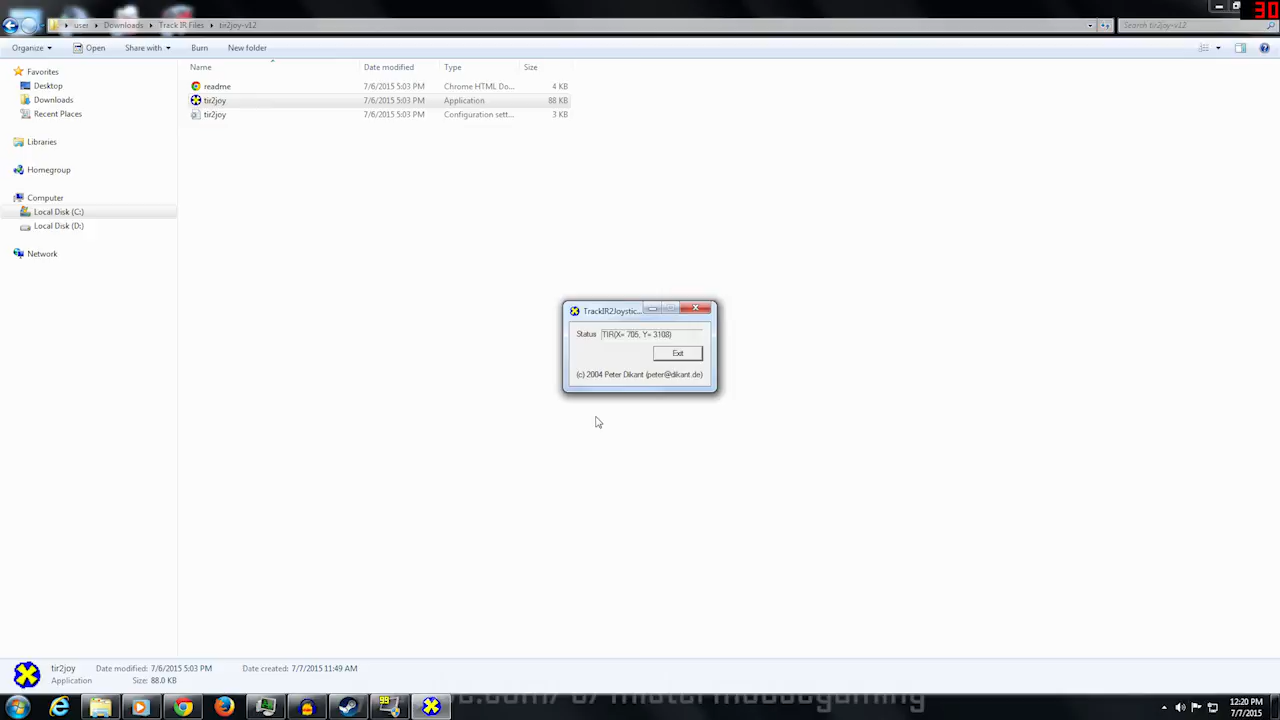 30
user ▸ Downloads ▸ Track IR Files ▸ tir2joy-v12
Search tir2joy-v12
Organize ▾ Open Share with ▾ Burn New folder
Name Date modified Type Size
Favorites
Desktop
Downloads
Recent Places
Libraries
Homegroup
Computer
Local Disk (C:)
Local Disk (D:)
Network
readme 7/6/2015 5:03 PM Chrome HTML Do... 4 KB
tir2joy 7/6/2015 5:03 PM Application 88 KB
tir2joy 7/6/2015 5:03 PM Configuration sett... 3 KB
TrackIR2Joystic...
Status TIR(X= 705, Y= 3108)
Exit
(c) 2004 Peter Dikant (peter@dikant.de)
tir2joy Date modified: 7/6/2015 5:03 PM Date created: 7/7/2015 11:49 AM
Application Size: 88.0 KB
99
12:20 PM
7/7/2015